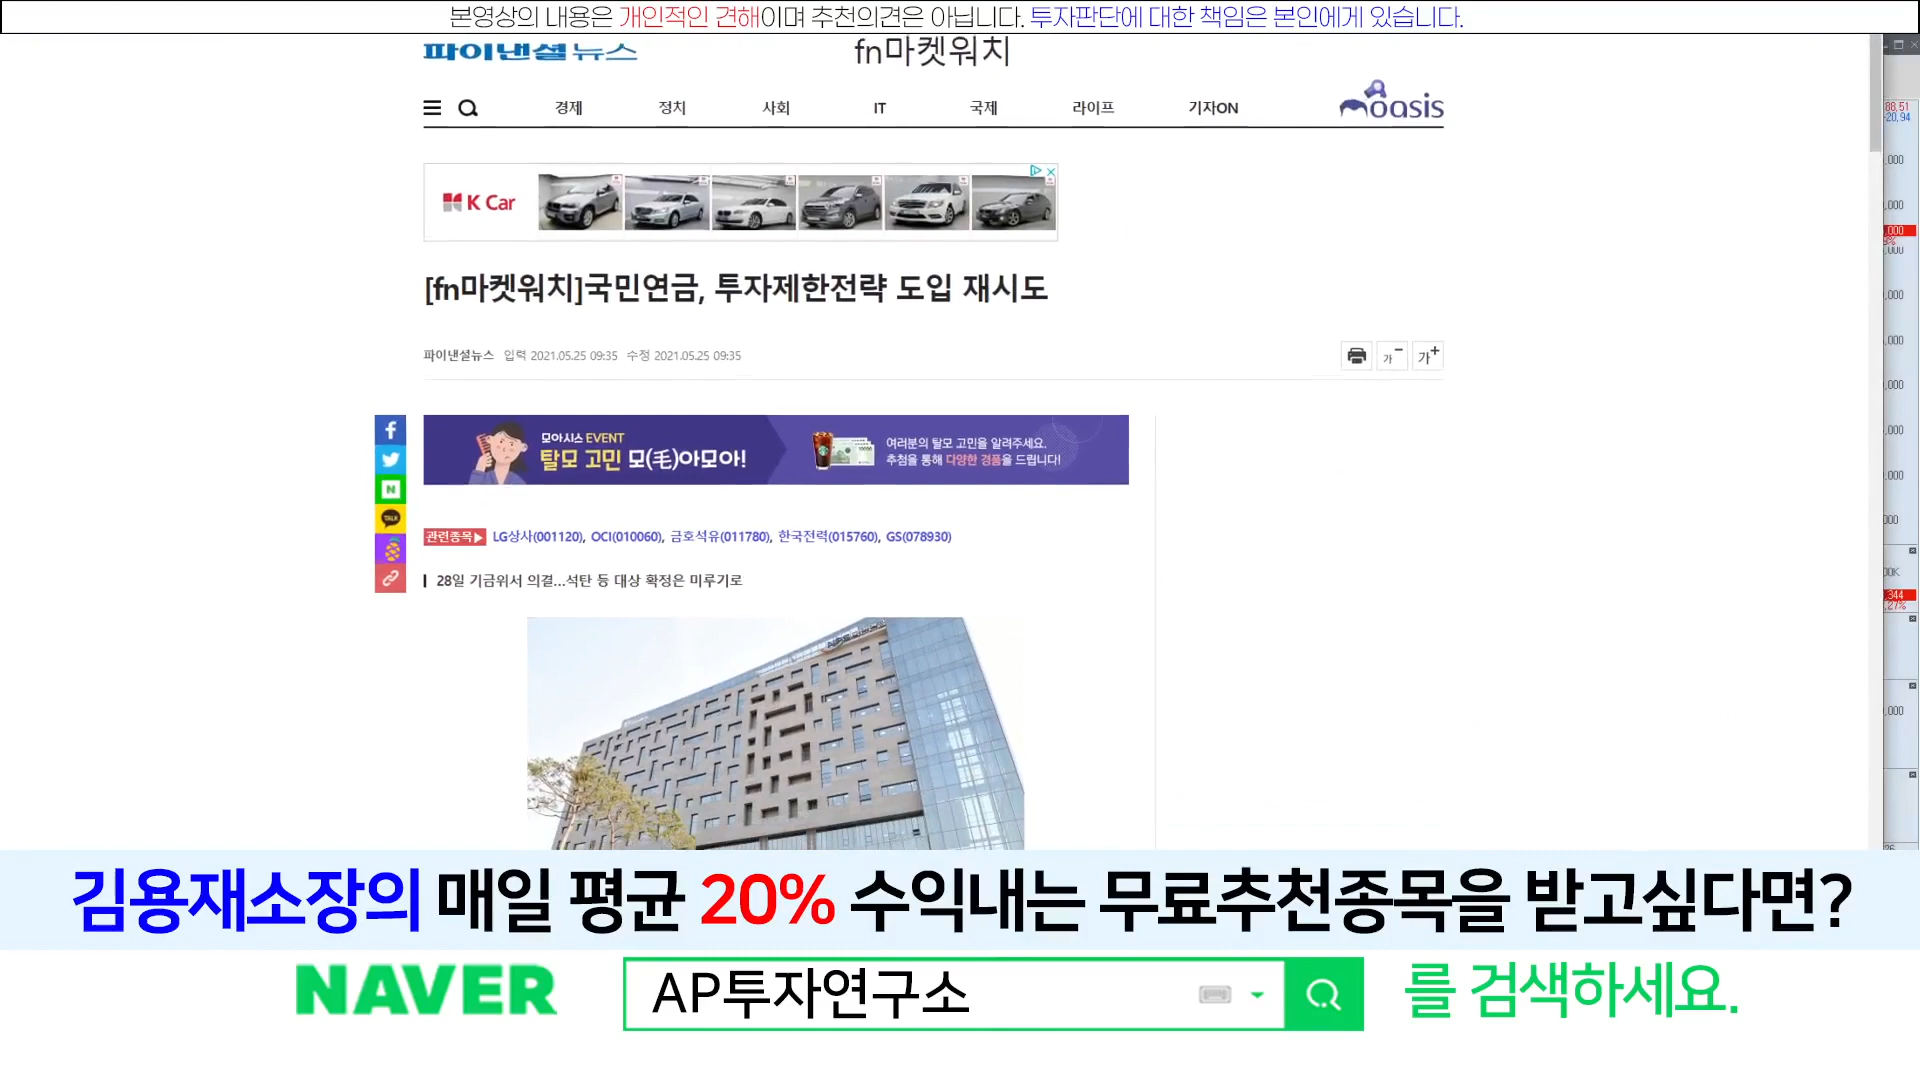 본영상의 내용은 개인적인 견해이며 추천의견은 아닙니다. 투자판단에 대한 책임은 본인에게 있습니다.
파이낸셜뉴스
fn마켓워치
경제 정치 사회 IT 국제 라이프 기자ON
moasis
K Car
[fn마켓워치]국민연금, 투자제한전략 도입 재시도
파이낸셜뉴스 입력 2021.05.25 09:35 수정 2021.05.25 09:35
가- 가+
모아시스 EVENT
탈모 고민 모(毛)아모아!
여러분의 탈모 고민을 알려주세요.
추첨을 통해 다양한 경품을 드립니다!
관련종목▶ LG상사(001120), OCI(010060), 금호석유(011780), 한국전력(015760), GS(078930)
28일 기금위서 의결...석탄 등 대상 확정은 미루기로
김용재소장의 매일 평균 20% 수익내는 무료추천종목을 받고싶다면?
NAVER AP투자연구소 를 검색하세요.